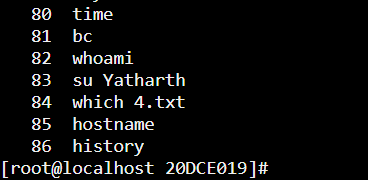 80 time
81 bc
82 whoami
83 su Yatharth
84 which 4.txt
85 hostname
86 history
[root@localhost 20DCE019]#